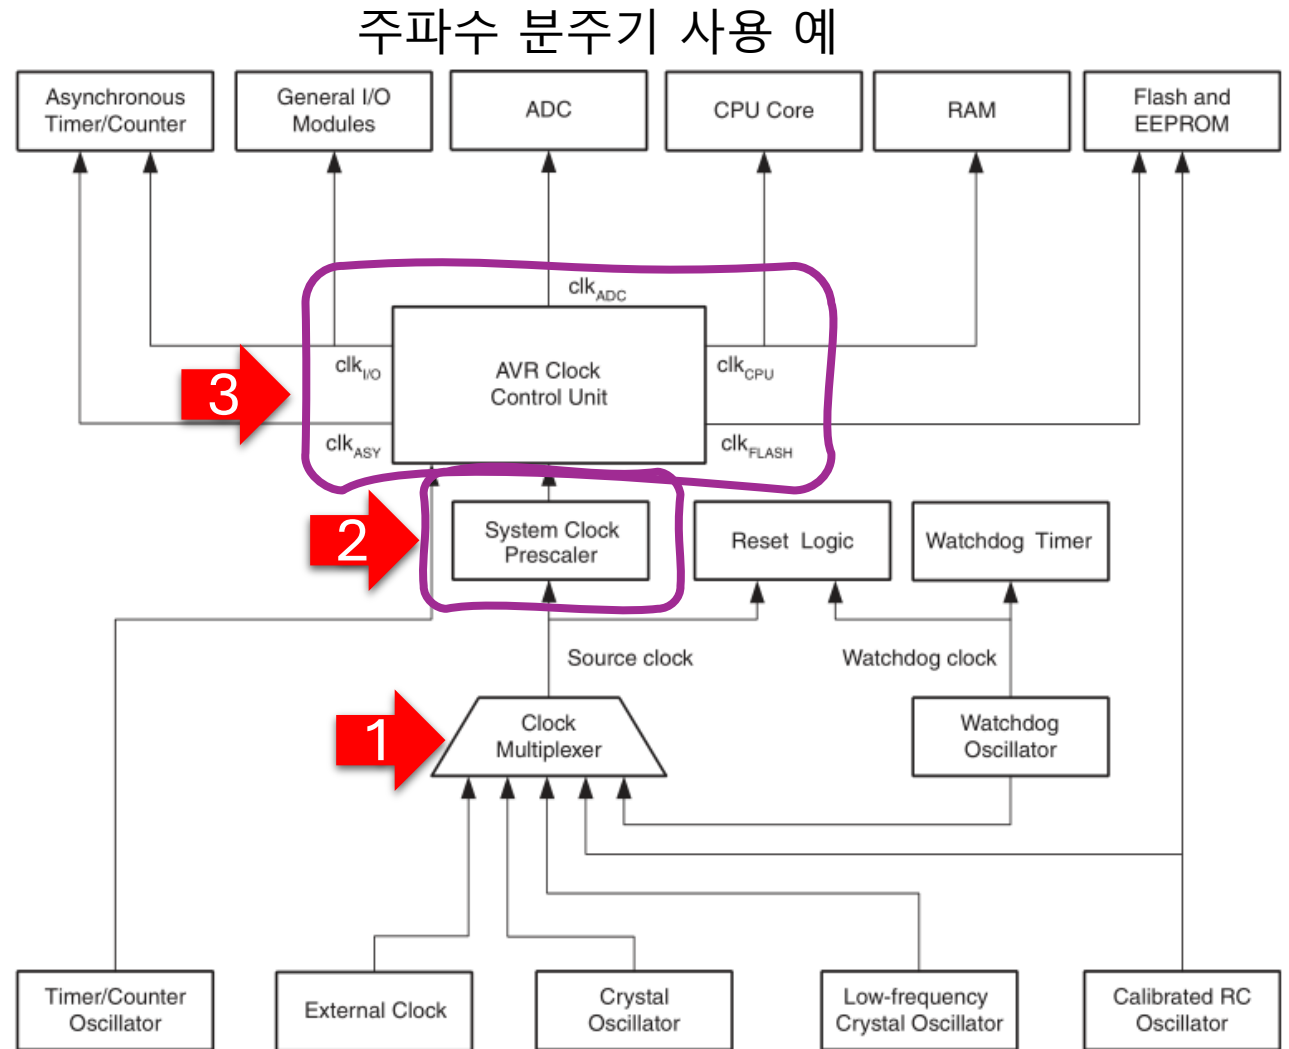 주파수 분주기 사용 예
Asynchronous
Timer/Counter
General I/O
Modules
ADC
CPU Core
RAM
Flash and
EEPROM
clkADC
clkI/O
AVR Clock
Control Unit
clkCPU
3
clkASY
clkFLASH
2
System Clock
Prescaler
Reset Logic
Watchdog Timer
Source clock
Watchdog clock
1
Clock
Multiplexer
Watchdog
Oscillator
Timer/Counter
Oscillator
External Clock
Crystal
Oscillator
Low-frequency
Crystal Oscillator
Calibrated RC
Oscillator